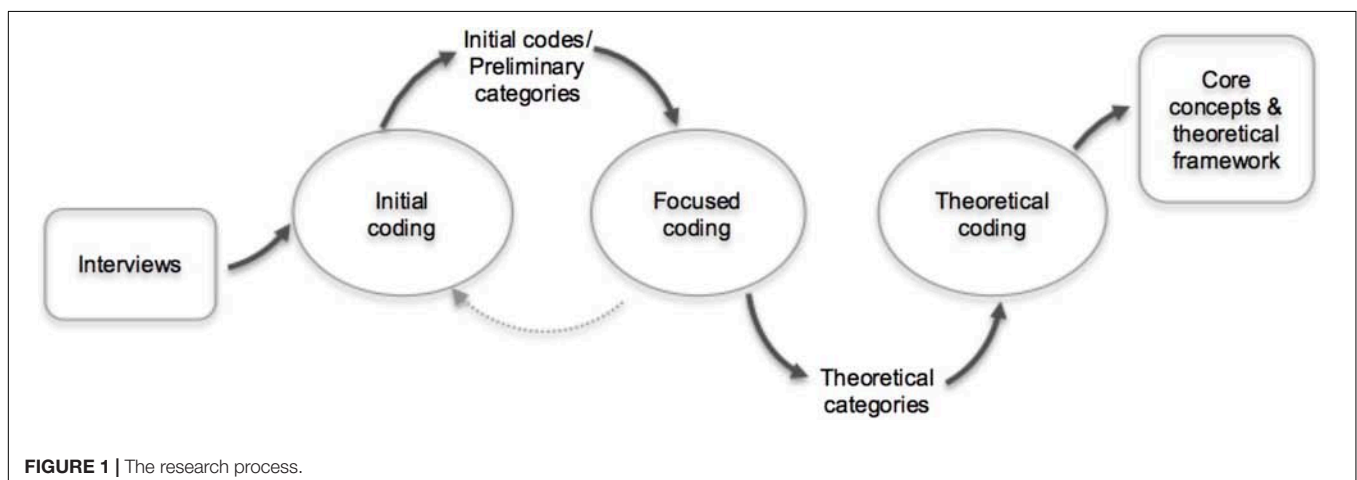 Interviews
Initial
coding
Initial codes/
Preliminary
categories
Focused
coding
Theoretical
categories
Theoretical
coding
Core
concepts &
theoretical
framework
FIGURE 1 | The research process.